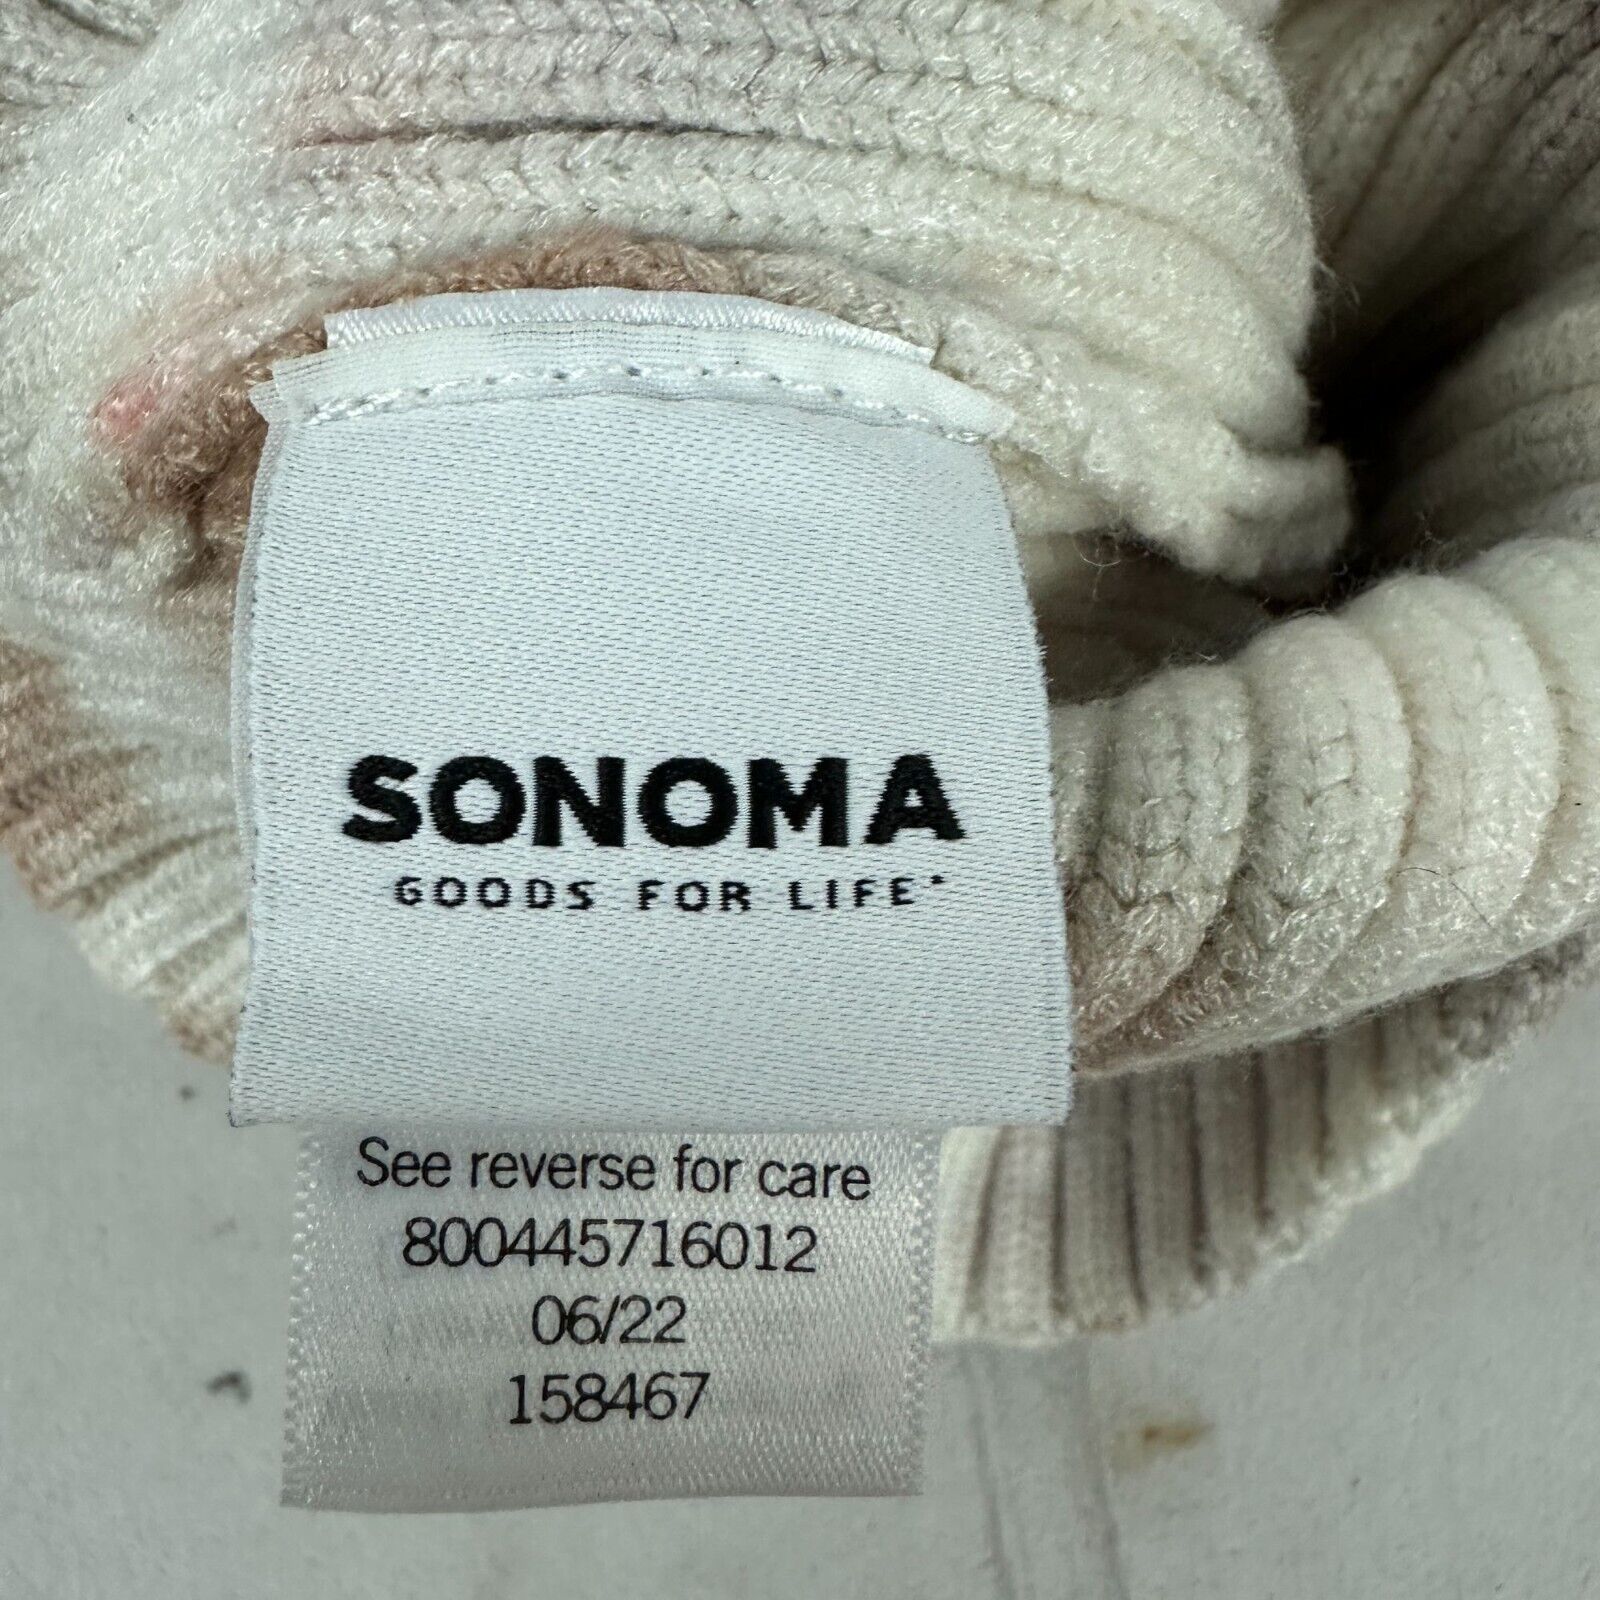 SONOMA
GOODS FOR LIFE
See reverse for care
800445716012
06/22
158467